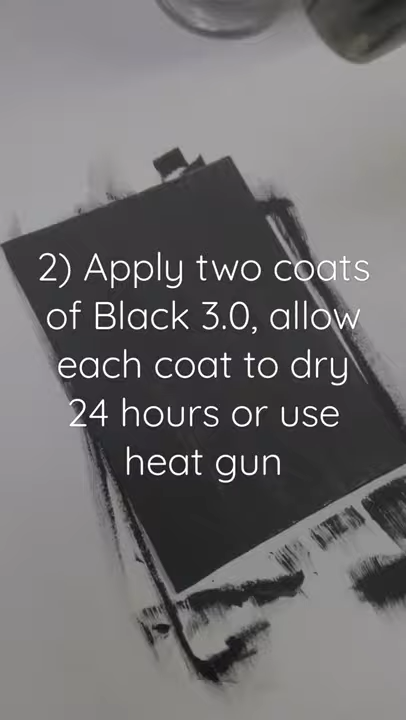 2) Apply two coats
of Black 3.0, allow
each coat to dry
24 hours or use
heat gun